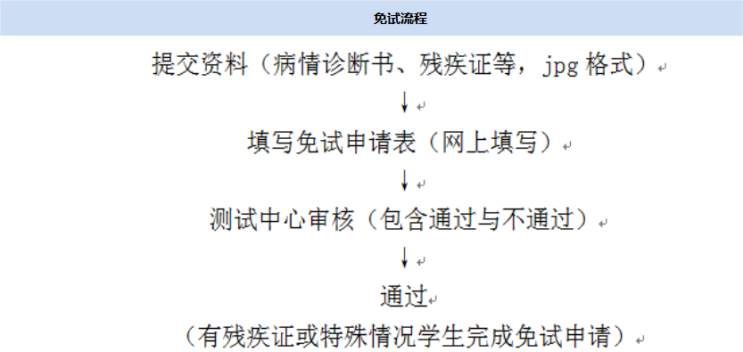 免试流程
提交资料（病情诊断书、残疾证等，jpg格式）
↓
填写免试申请表（网上填写）
↓
测试中心审核（包含通过与不通过）
↓
通过
（有残疾证或特殊情况学生完成免试申请）